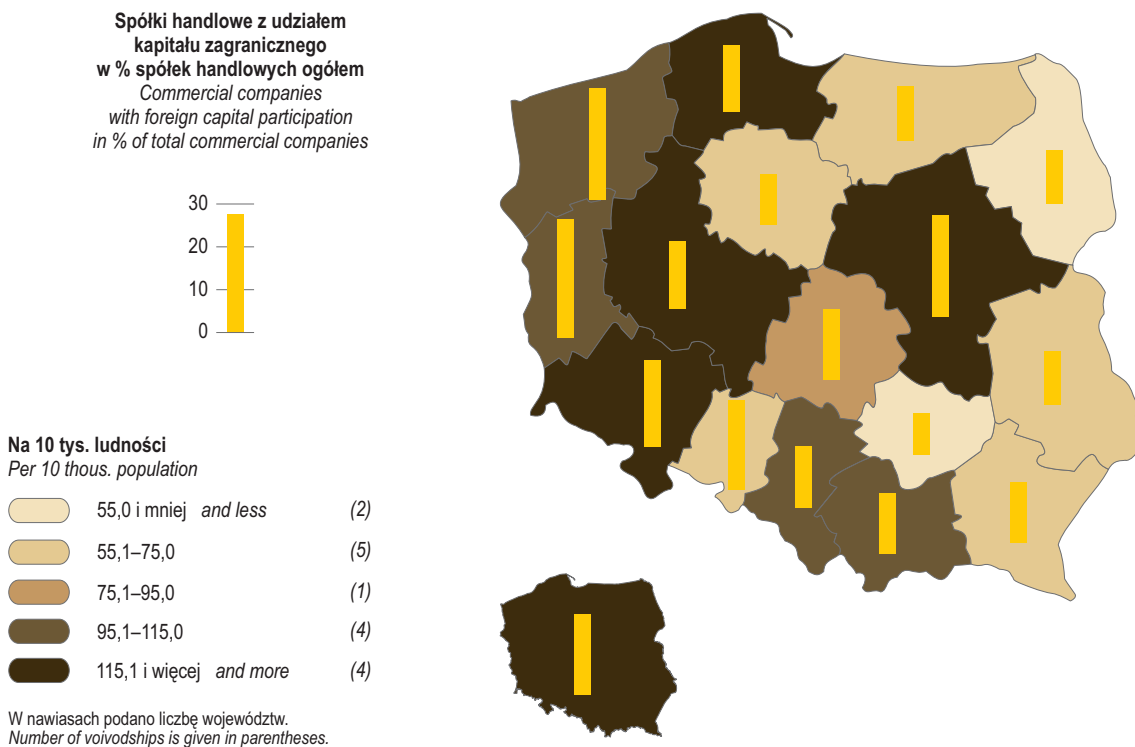 Spółki handlowe z udziałem
kapitału zagranicznego
w % spółek handlowych ogółem
Commercial companies
with foreign capital participation
in % of total commercial companies
30
20
10
0
Na 10 tys. ludności
Per 10 thous. population
55,0 i mniej and less (2)
55,1–75,0 (5)
75,1–95,0 (1)
95,1–115,0 (4)
115,1 i więcej and more (4)
W nawiasach podano liczbę województw.
Number of voivodships is given in parentheses.